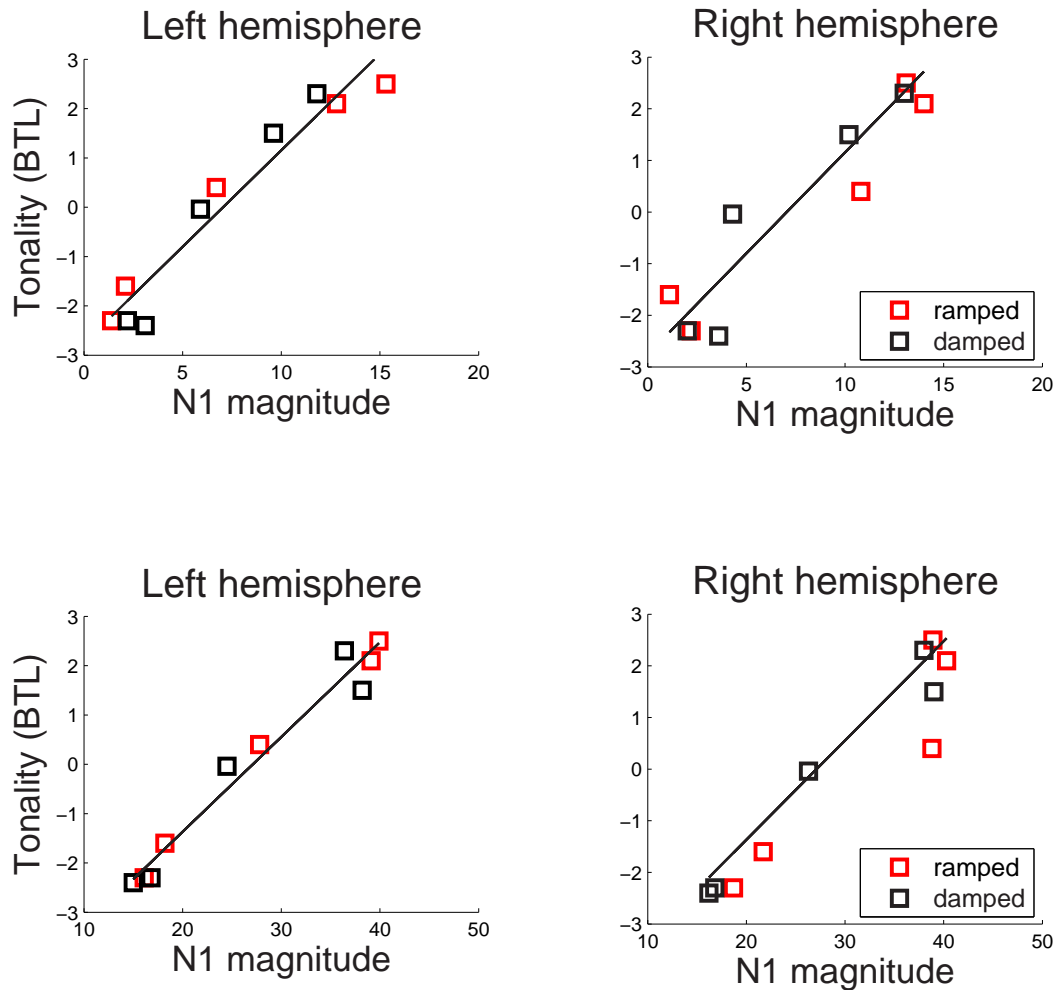 Left hemisphere
Tonality (BTL)
3
2
1
0
−1
−2
−3
0 5 10 15 20
N1 magnitude
Right hemisphere
3
2
1
0
−1
−2
−3
ramped
damped
0 5 10 15 20
N1 magnitude
Left hemisphere
Tonality (BTL)
3
2
1
0
−1
−2
−3
10 20 30 40 50
N1 magnitude
Right hemisphere
3
2
1
0
−1
−2
−3
ramped
damped
10 20 30 40 50
N1 magnitude